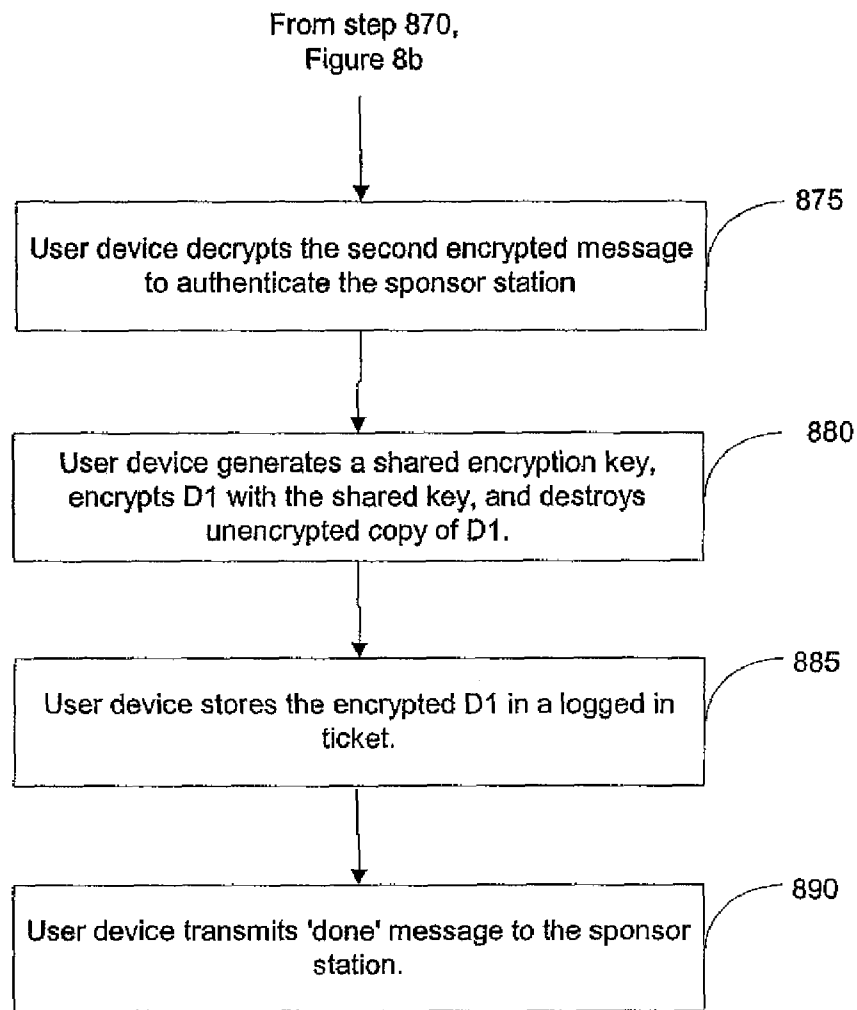 From step 870,
Figure 8b
875
User device decrypts the second encrypted message
to authenticate the sponsor station
880
User device generates a shared encryption key,
encrypts D1 with the shared key, and destroys
unencrypted copy of D1.
885
User device stores the encrypted D1 in a logged in
ticket.
890
User device transmits 'done' message to the sponsor
station.